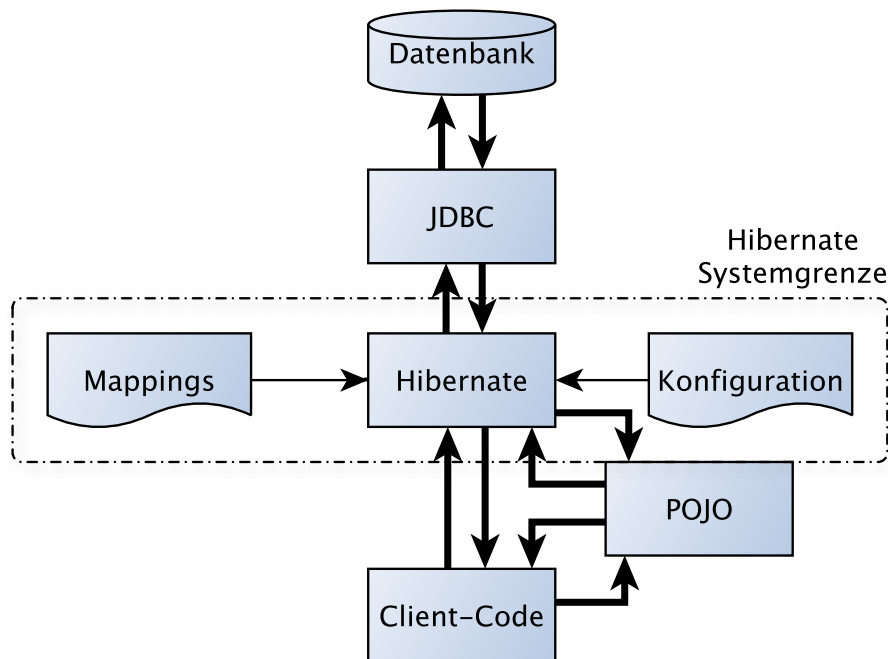 Datenbank
JDBC
Hibernate
Systemgrenze
Mappings
Hibernate
Konfiguration
POJO
Client-Code